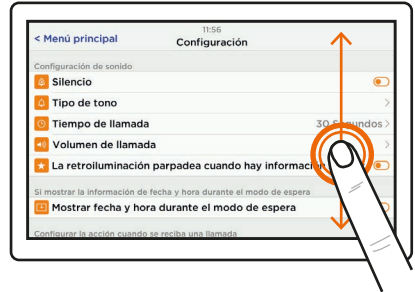 11:56
< Menú principal
Configuración
Configuración de sonido
Silencio
Tipo de tono
Tiempo de llamada 30 Segundos
Volumen de llamada
La retroiluminación parpadea cuando hay información
Si mostrar la información de fecha y hora durante el modo de espera
Mostrar fecha y hora durante el modo de espera
Configurar la acción cuando se reciba una llamada